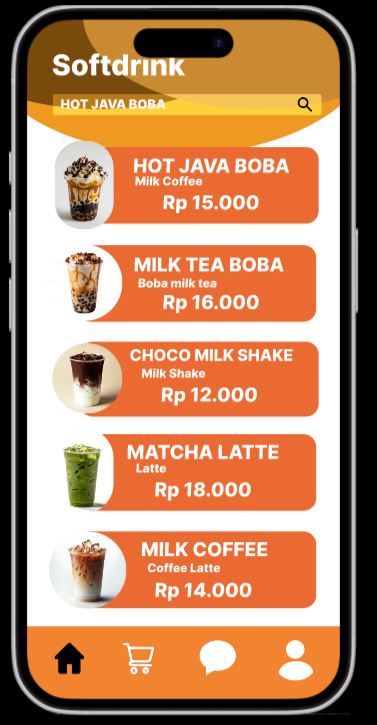 Softdrink
HOT JAVA BOBA
HOT JAVA BOBA
Milk Coffee
Rp 15.000
MILK TEA BOBA
Boba milk tea
Rp 16.000
CHOCO MILK SHAKE
Milk Shake
Rp 12.000
MATCHA LATTE
Latte
Rp 18.000
MILK COFFEE
Coffee Latte
Rp 14.000